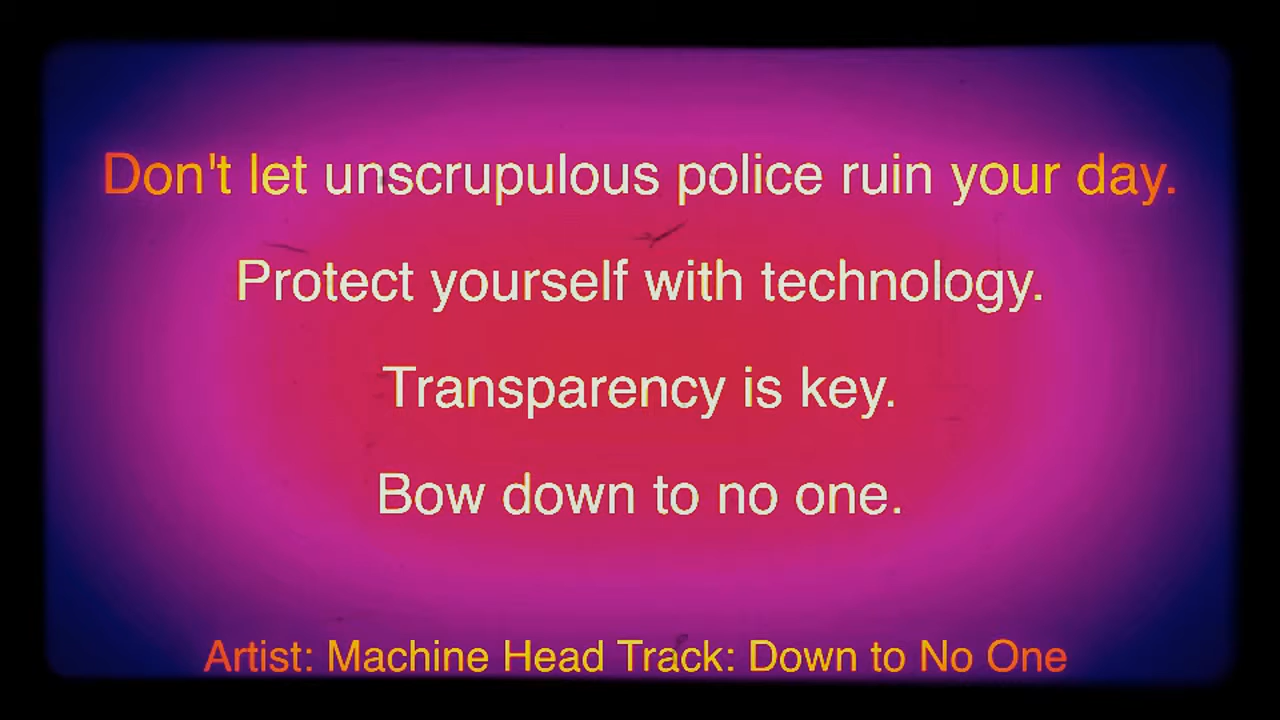 Don't let unscrupulous police ruin your day.
Protect yourself with technology.
Transparency is key.
Bow down to no one.
Artist: Machine Head Track: Down to No One